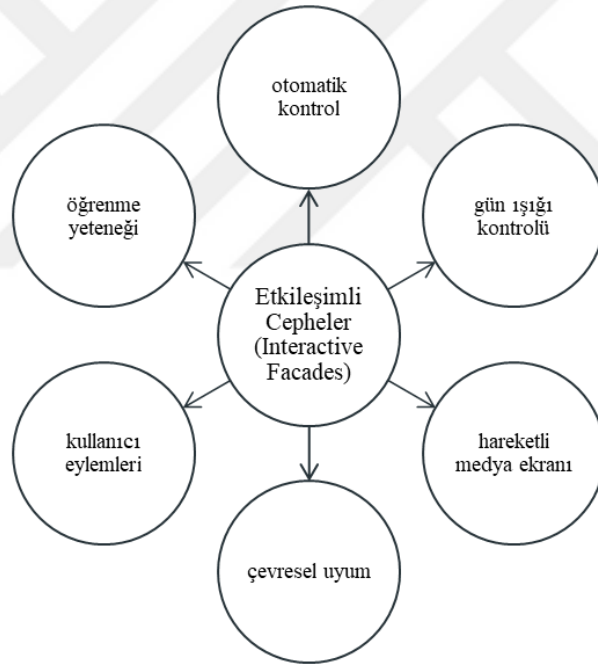 otomatik
kontrol
öğrenme
yeteneği
gün ışığı
kontrolü
Etkileşimli
Cepheler
(Interactive
Facades)
kullanıcı
eylemleri
hareketli
medya ekranı
çevresel uyum